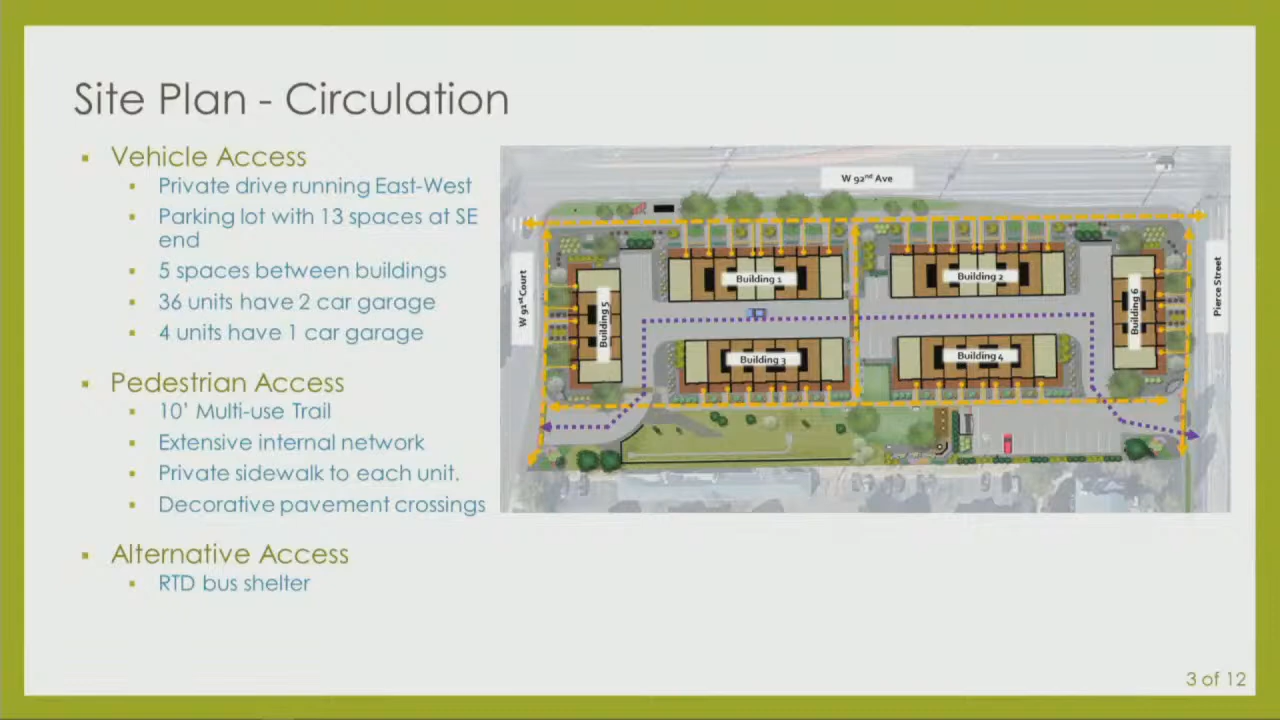 Site Plan - Circulation
Vehicle Access
Private drive running East-West
Parking lot with 13 spaces at SE
end
5 spaces between buildings
36 units have 2 car garage
4 units have 1 car garage
Pedestrian Access
10' Multi-use Trail
Extensive internal network
Private sidewalk to each unit.
Decorative pavement crossings
Alternative Access
RTD bus shelter
W 92nd Ave
W 91st Court
Pierce Street
Building 1
Building 2
Building 5
Building 6
Building 3
Building 4
3 of 12